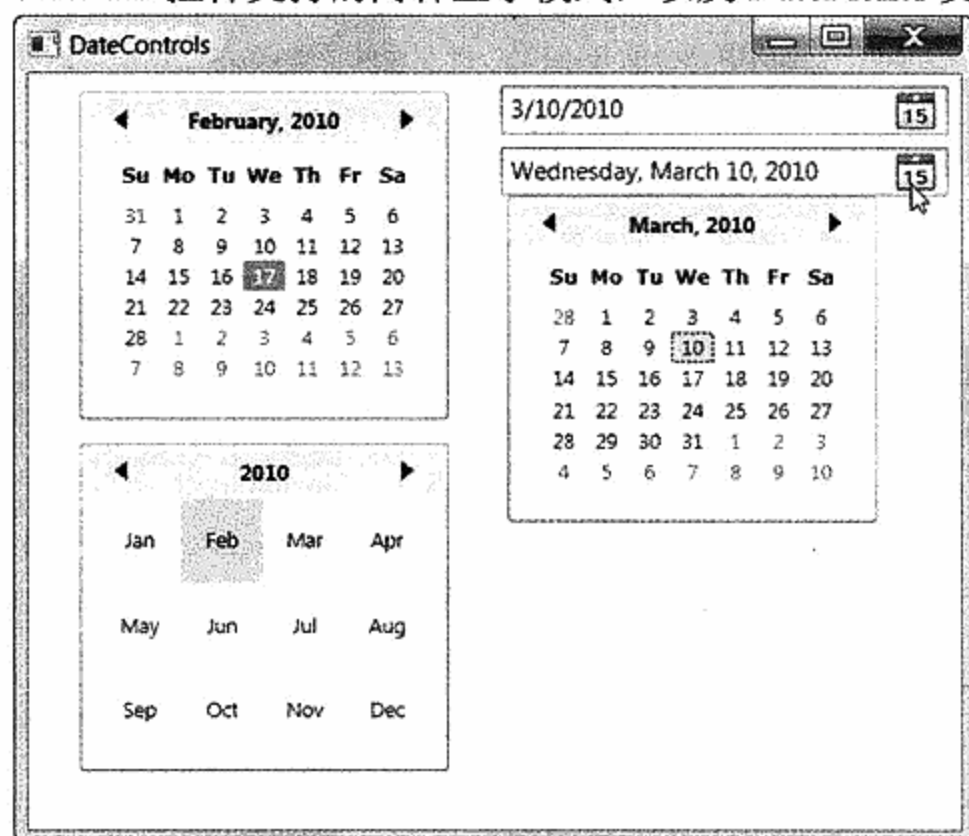 DateControls
February, 2010
Su Mo Tu We Th Fr Sa
31 1 2 3 4 5 6
7 8 9 10 11 12 13
14 15 16 17 18 19 20
21 22 23 24 25 26 27
28 1 2 3 4 5 6
7 8 9 10 11 12 13
2010
Jan Feb Mar Apr
May Jun Jul Aug
Sep Oct Nov Dec
3/10/2010
15
Wednesday, March 10, 2010
15
March, 2010
Su Mo Tu We Th Fr Sa
28 1 2 3 4 5 6
7 8 9 10 11 12 13
14 15 16 17 18 19 20
21 22 23 24 25 26 27
28 29 30 31 1 2 3
4 5 6 7 8 9 10